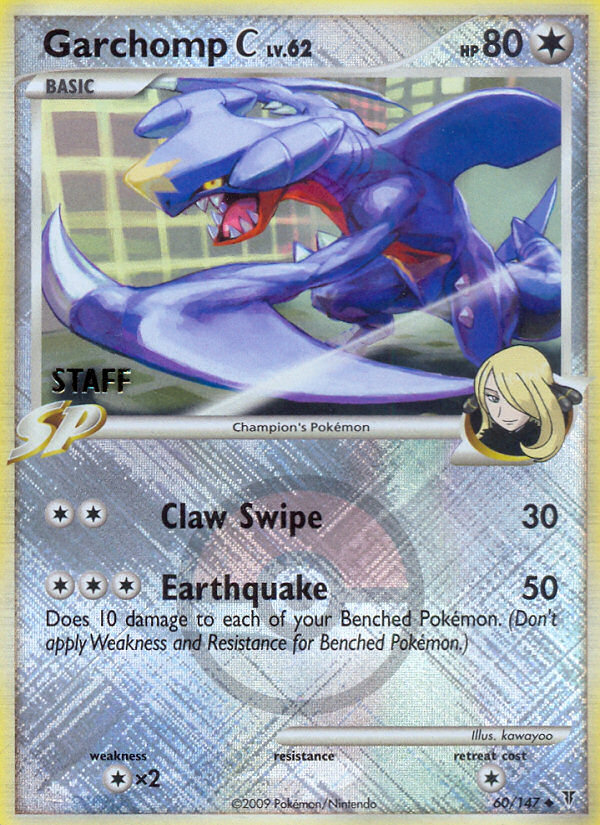 Garchomp C LV.62
HP 80
BASIC
STAFF
SP
Champion's Pokémon
Claw Swipe 30
Earthquake 50
Does 10 damage to each of your Benched Pokémon. (Don't
apply Weakness and Resistance for Benched Pokémon.)
Illus. kawayoo
weakness resistance retreat cost
×2
©2009 Pokémon/Nintendo 60/147